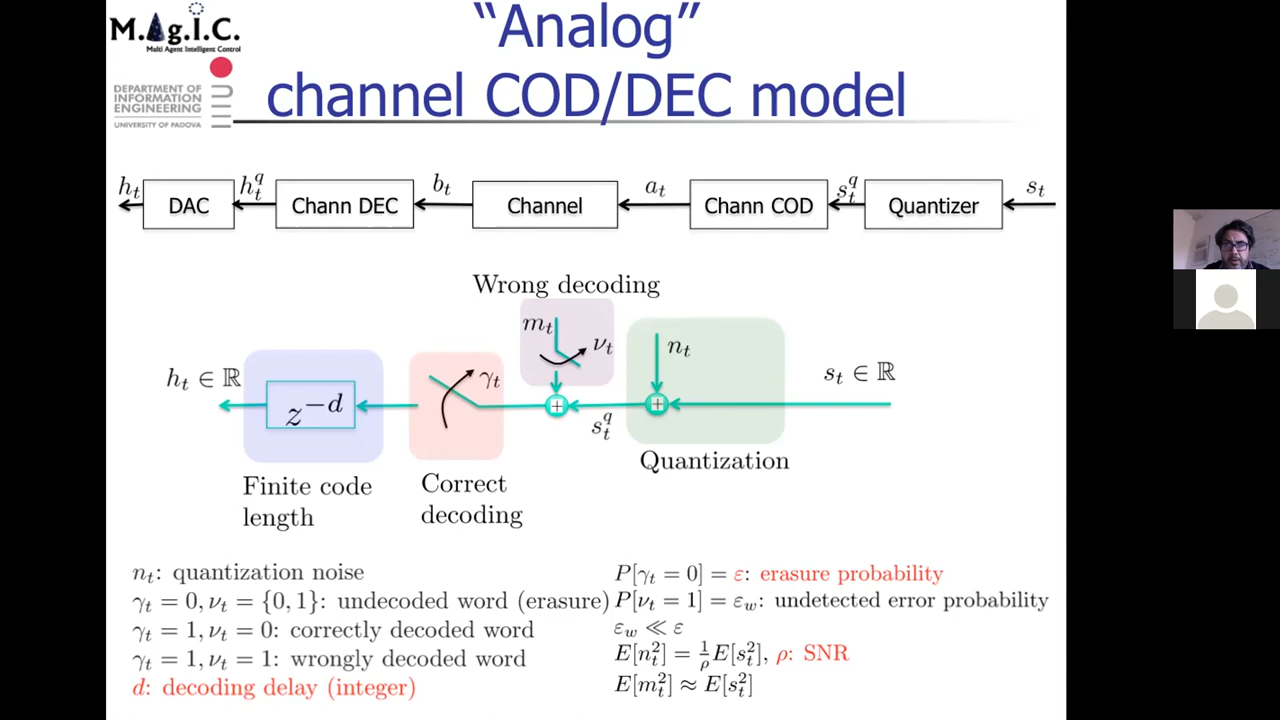 “Analog”
channel COD/DEC model
M.Ag.I.C.
Multi Agent Intelligent Control
DEPARTMENT OF
INFORMATION
ENGINEERING
UNIVERSITY OF PADOVA
h_t DAC h_t^q Chann DEC b_t Channel a_t Chann COD s_t^q Quantizer s_t
Wrong decoding
m_t ν_t n_t
h_t ∈ ℝ z^{-d} γ_t + s_t^q + s_t ∈ ℝ
Quantization
Finite code
length
Correct
decoding
n_t: quantization noise
γ_t = 0, ν_t = {0, 1}: undecoded word (erasure)
γ_t = 1, ν_t = 0: correctly decoded word
γ_t = 1, ν_t = 1: wrongly decoded word
d: decoding delay (integer)
P[γ_t = 0] = ε: erasure probability
P[ν_t = 1] = ε_w: undetected error probability
ε_w ≪ ε
E[n_t^2] = 1/ρ E[s_t^2], ρ: SNR
E[m_t^2] ≈ E[s_t^2]